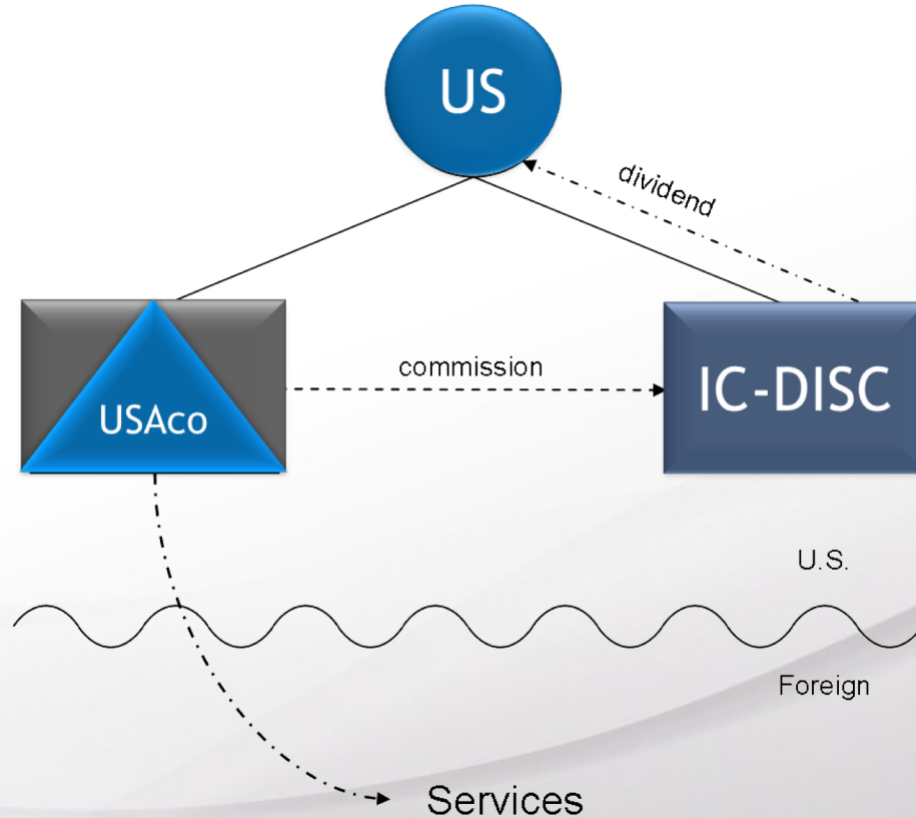 US
dividend
USAco
commission
IC-DISC
U.S.
Foreign
Services